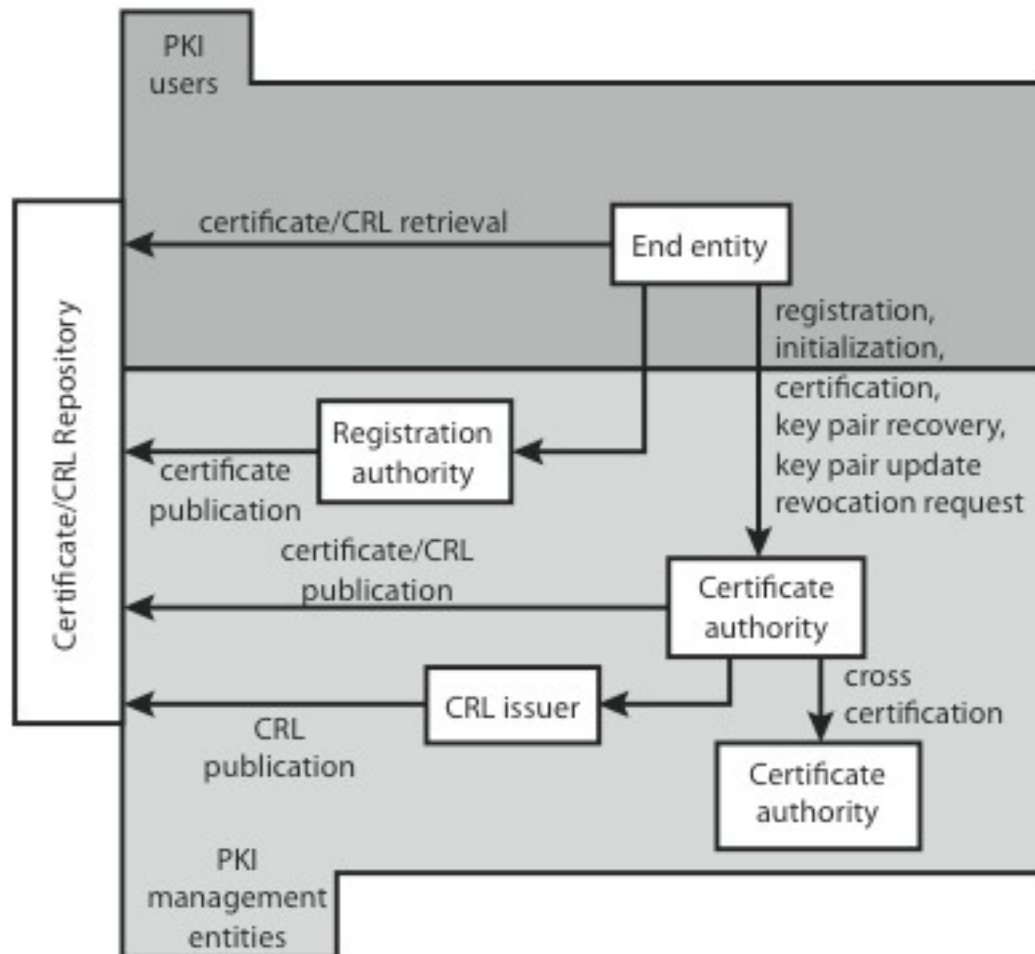 PKI
users
certificate/CRL retrieval
End entity
Certificate/CRL Repository
registration,
initialization,
certification,
key pair recovery,
key pair update
revocation request
Registration
authority
certificate
publication
certificate/CRL
publication
Certificate
authority
CRL issuer
cross
certification
CRL
publication
Certificate
authority
PKI
management
entities